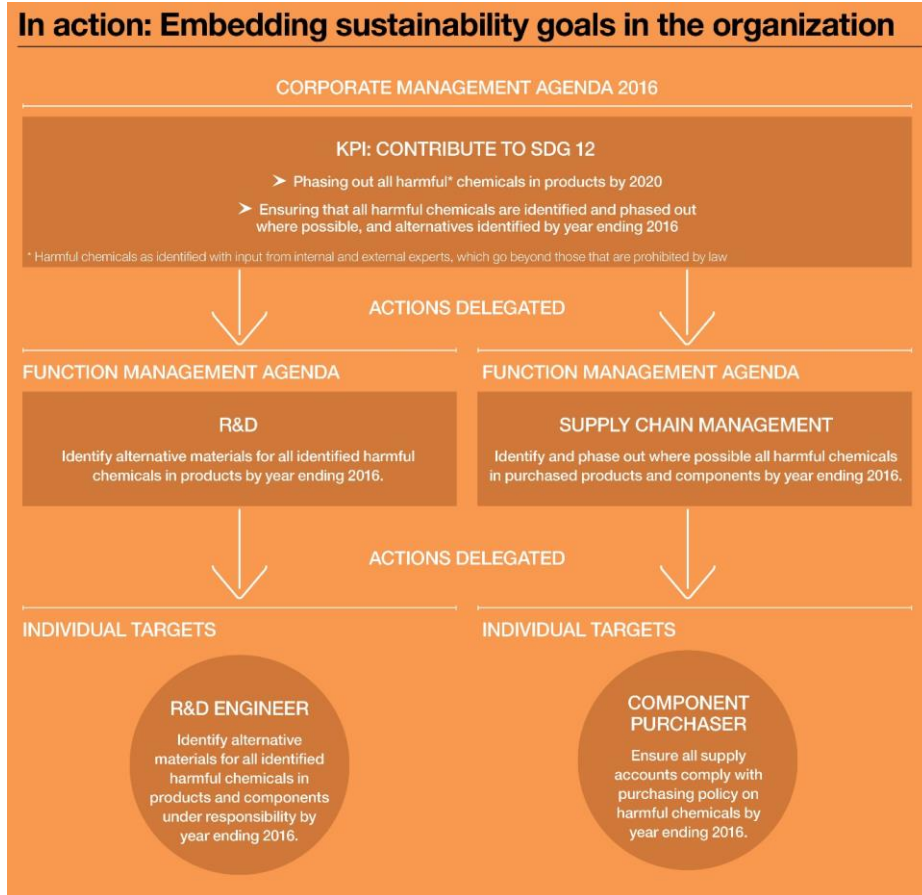 In action: Embedding sustainability goals in the organization
CORPORATE MANAGEMENT AGENDA 2016
KPI: CONTRIBUTE TO SDG 12
➤ Phasing out all harmful* chemicals in products by 2020
➤ Ensuring that all harmful chemicals are identified and phased out
where possible, and alternatives identified by year ending 2016
* Harmful chemicals as identified with input from internal and external experts, which go beyond those that are prohibited by law
ACTIONS DELEGATED
FUNCTION MANAGEMENT AGENDA
R&D
Identify alternative materials for all identified harmful
chemicals in products by year ending 2016.
FUNCTION MANAGEMENT AGENDA
SUPPLY CHAIN MANAGEMENT
Identify and phase out where possible all harmful chemicals
in purchased products and components by year ending 2016.
ACTIONS DELEGATED
INDIVIDUAL TARGETS
R&D ENGINEER
Identify alternative
materials for all identified
harmful chemicals in
products and components
under responsibility by
year ending 2016.
INDIVIDUAL TARGETS
COMPONENT
PURCHASER
Ensure all supply
accounts comply with
purchasing policy on
harmful chemicals by
year ending 2016.